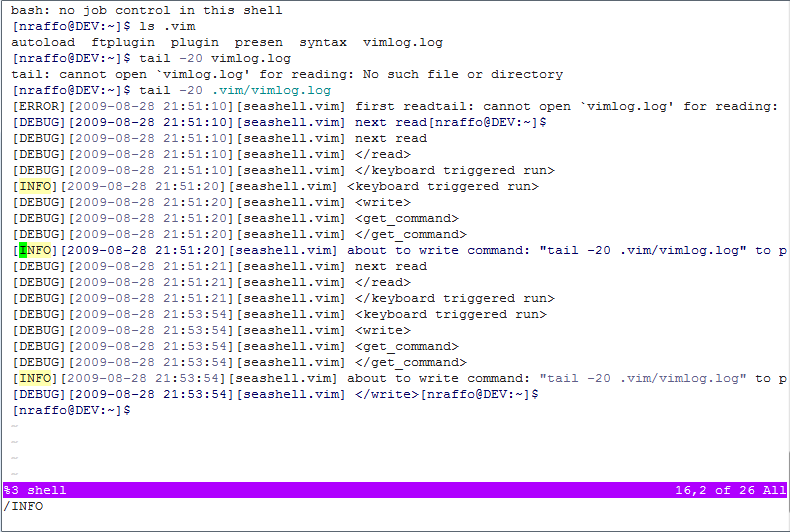 bash: no job control in this shell
[nraffo@DEV:~]$ ls .vim
autoload  ftplugin  plugin  presen  syntax  vimlog.log
[nraffo@DEV:~]$ tail -20 vimlog.log
tail: cannot open `vimlog.log' for reading: No such file or directory
[nraffo@DEV:~]$ tail -20 .vim/vimlog.log
[ERROR][2009-08-28 21:51:10][seashell.vim] first readtail: cannot open `vimlog.log' for reading:
[DEBUG][2009-08-28 21:51:10][seashell.vim] next read[nraffo@DEV:~]$
[DEBUG][2009-08-28 21:51:10][seashell.vim] next read
[DEBUG][2009-08-28 21:51:10][seashell.vim] </read>
[DEBUG][2009-08-28 21:51:10][seashell.vim] </keyboard triggered run>
[INFO][2009-08-28 21:51:20][seashell.vim] <keyboard triggered run>
[DEBUG][2009-08-28 21:51:20][seashell.vim] <write>
[DEBUG][2009-08-28 21:51:20][seashell.vim] <get_command>
[DEBUG][2009-08-28 21:51:20][seashell.vim] </get_command>
[INFO][2009-08-28 21:51:20][seashell.vim] about to write command: "tail -20 .vim/vimlog.log" to p
[DEBUG][2009-08-28 21:51:21][seashell.vim] next read
[DEBUG][2009-08-28 21:51:21][seashell.vim] </read>
[DEBUG][2009-08-28 21:51:21][seashell.vim] </keyboard triggered run>
[DEBUG][2009-08-28 21:53:54][seashell.vim] <keyboard triggered run>
[DEBUG][2009-08-28 21:53:54][seashell.vim] <write>
[DEBUG][2009-08-28 21:53:54][seashell.vim] <get_command>
[DEBUG][2009-08-28 21:53:54][seashell.vim] </get_command>
[INFO][2009-08-28 21:53:54][seashell.vim] about to write command: "tail -20 .vim/vimlog.log" to p
[DEBUG][2009-08-28 21:53:54][seashell.vim] </write>[nraffo@DEV:~]$
[nraffo@DEV:~]$
~
~
~
~
%3 shell 16,2 of 26 All
/INFO